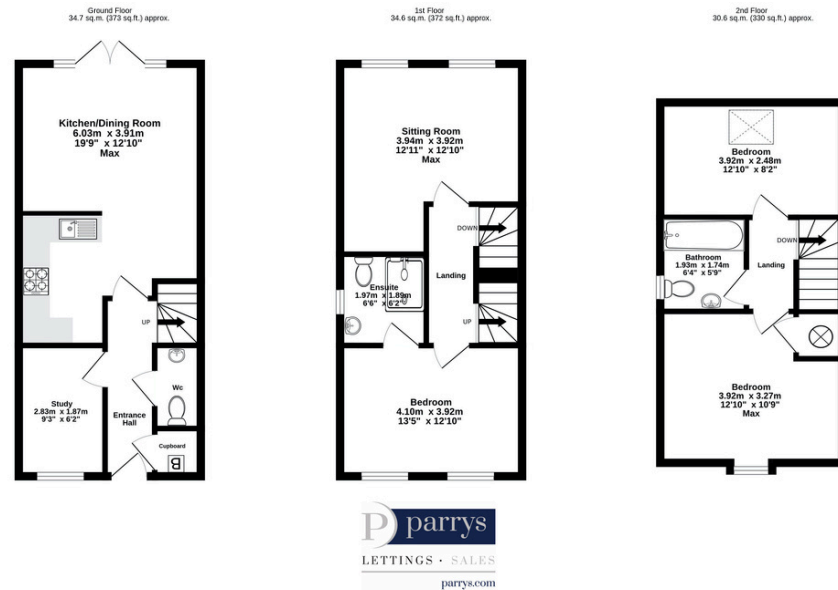 Ground Floor
34.7 sq.m. (373 sq.ft.) approx.
Kitchen/Dining Room
6.03m x 3.91m
19'9" x 12'10"
Max
UP
Study
2.83m x 1.87m
9'3" x 6'2"
Entrance
Hall
Wc
Cupboard
B
1st Floor
34.6 sq.m. (372 sq.ft.) approx.
Sitting Room
3.94m x 3.92m
12'11" x 12'10"
Max
DOWN
Landing
Ensuite
1.97m x 1.89m
6'6" x 6'2"
UP
Bedroom
4.10m x 3.92m
13'5" x 12'10"
2nd Floor
30.6 sq.m. (330 sq.ft.) approx.
Bedroom
3.92m x 2.48m
12'10" x 8'2"
Bathroom
1.93m x 1.74m
6'4" x 5'9"
DOWN
Landing
Bedroom
3.92m x 3.27m
12'10" x 10'9"
Max
P parrys
LETTINGS · SALES
parrys.com